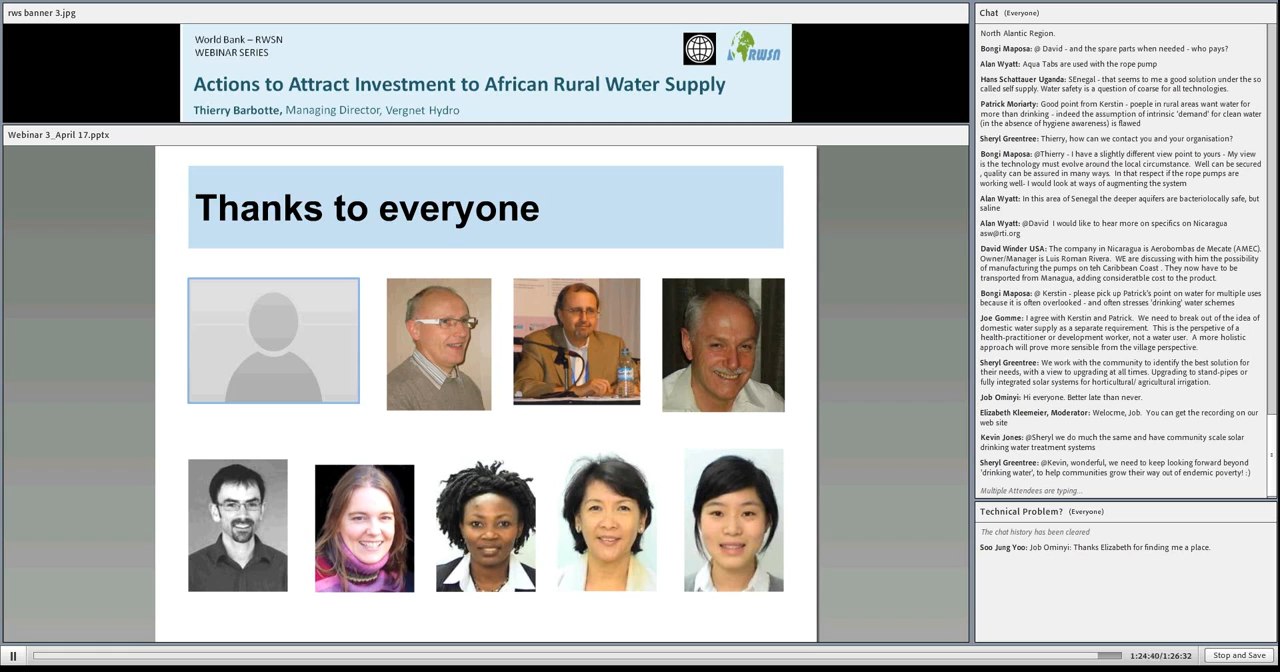 rws banner 3.jpg
World Bank – RWSN
WEBINAR SERIES
RWSN
Actions to Attract Investment to African Rural Water Supply
Thierry Barbotte, Managing Director, Vergnet Hydro
Webinar 3_April 17.pptx
Thanks to everyone
Chat (Everyone)
North Alantic Region.
Bongi Maposa: @ David - and the spare parts when needed - who pays?
Alan Wyatt: Aqua Tabs are used with the rope pump
Hans Schattauer Uganda: SEnegal - that seems to me a good solution under the so
called self supply. Water safety is a question of coarse for all technologies.
Patrick Moriarty: Good point from Kerstin - poeple in rural areas want water for
more than drinking - indeed the assumption of intrinsic 'demand' for clean water
(in the absence of hygiene awareness) is flawed
Sheryl Greentree: Thierry, how can we contact you and your organisation?
Bongi Maposa: @Thierry - I have a slightly different view point to yours - My view
is the technology must evolve around the local circumstance. Well can be secured
, quality can be assured in many ways. In that respect if the rope pumps are
working well- I would look at ways of augmenting the system
Alan Wyatt: In this area of Senegal the deeper aquifers are bacteriolocally safe, but
saline
Alan Wyatt: @David I would like to hear more on specifics on Nicaragua
asw@rti.org
David Winder USA: The company in Nicaragua is Aerobombas de Mecate (AMEC).
Owner/Manager is Luis Roman Rivera. WE are discussing with him the possibility
of manufacturing the pumps on teh Caribbean Coast . They now have to be
transported from Managua, adding consideratble cost to the product.
Bongi Maposa: @ Kerstin - please pick up Patrick's point on water for multiple uses
because it is often overlooked - and often stresses 'drinking' water schemes
Joe Gomme: I agree with Kerstin and Patrick. We need to break out of the idea of
domestic water supply as a separate requirement. This is the perspetive of a
health-practitioner or development worker, not a water user. A more holistic
approach will prove more sensible from the village perspective.
Sheryl Greentree: We work with the community to identify the best solution for
their needs, with a view to upgrading at all times. Upgrading to stand-pipes or
fully integrated solar systems for horticultural/ agricultural irrigation.
Job Ominyi: Hi everyone. Better late than never.
Elizabeth Kleemeier, Moderator: Welocme, Job. You can get the recording on our
web site
Kevin Jones: @Sheryl we do much the same and have community scale solar
drinking water treatment systems
Sheryl Greentree: @Kevin, wonderful, we need to keep looking forward beyond
'drinking water', to help communities grow their way out of endemic poverty! :)
Multiple Attendees are typing...
Technical Problem? (Everyone)
The chat history has been cleared
Soo Jung Yoo: Job Ominyi: Thanks Elizabeth for finding me a place.
1:24:40/1:26:32
Stop and Save